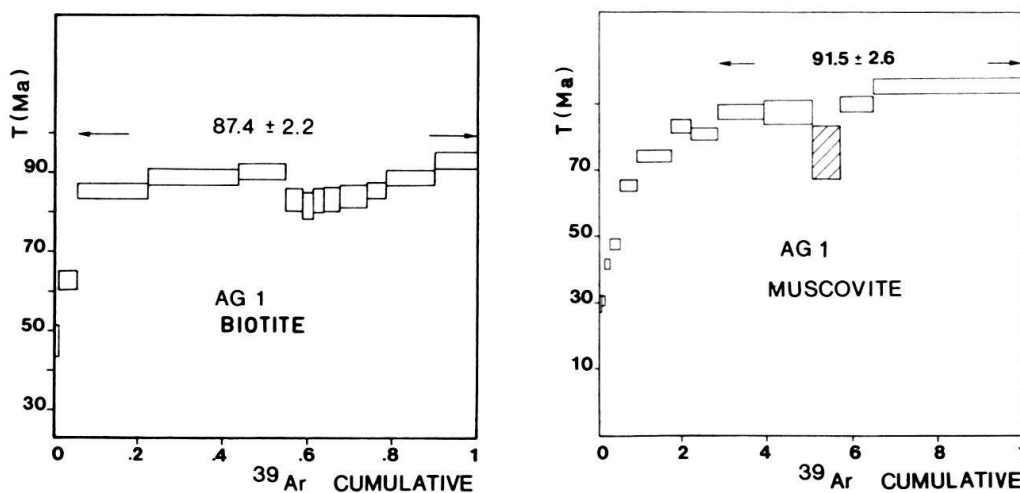 T(Ma)
87.4 ± 2.2
90
70
50
30
AG 1
BIOTITE
0 .2 .4 .6 .8 1
39Ar CUMULATIVE
T(Ma)
91.5 ± 2.6
70
50
30
10
AG 1
MUSCOVITE
0 2 4 6 8 1
39Ar CUMULATIVE